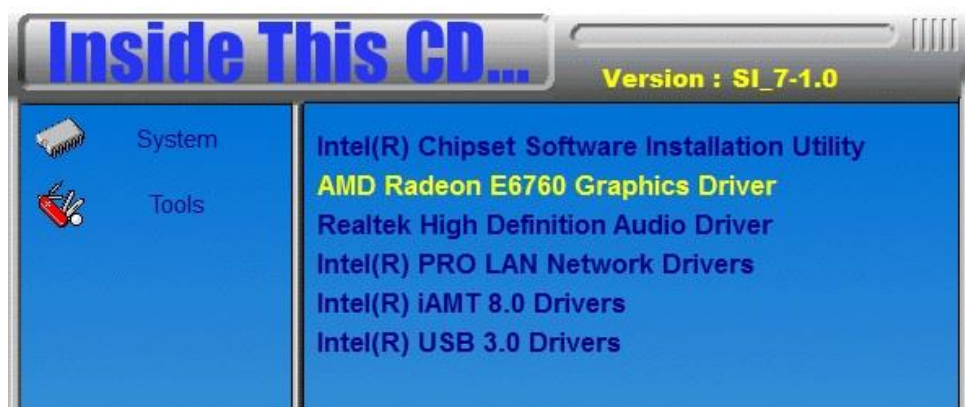 Inside This CD...
Version : SI_7-1.0
System
Tools
Intel(R) Chipset Software Installation Utility
AMD Radeon E6760 Graphics Driver
Realtek High Definition Audio Driver
Intel(R) PRO LAN Network Drivers
Intel(R) iAMT 8.0 Drivers
Intel(R) USB 3.0 Drivers